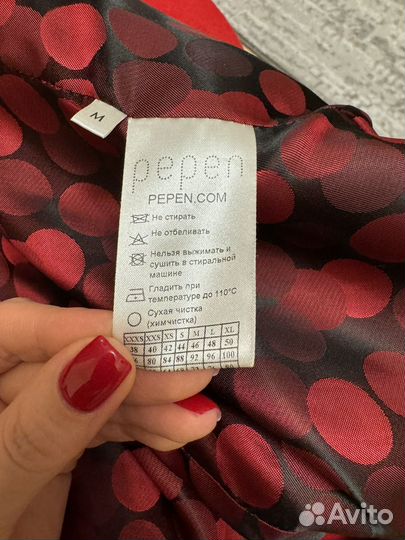 M
pepen
PEPEN.COM
Не стирать
Не отбеливать
Нельзя выжимать и
сушить в стиральной
машине
Гладить при
температуре до 110°C
Сухая чистка
(химчистка)
XXXS XXS XS S M L XL
38 40 42 44 46 48 50
80 84 88 92 96 100
Avito